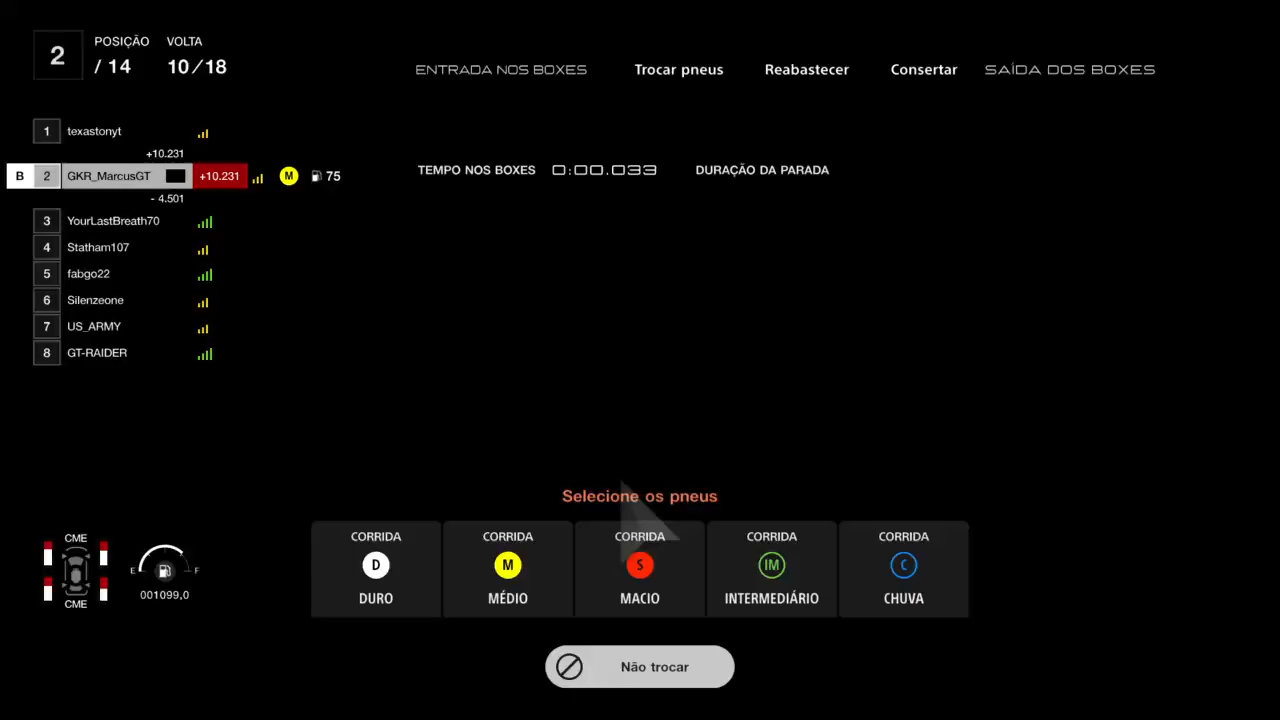 2
POSIÇÃO
/ 14
VOLTA
10/18
ENTRADA NOS BOXES
Trocar pneus
Reabastecer
Consertar
SAÍDA DOS BOXES
1 texastonyt
+10.231
B 2 GKR_MarcusGT +10.231 M 75
- 4.501
3 YourLastBreath70
4 Statham107
5 fabgo22
6 Silenzeone
7 US_ARMY
8 GT-RAIDER
TEMPO NOS BOXES 0:00.033
DURAÇÃO DA PARADA
Selecione os pneus
CME
CME
E F
001099,0
CORRIDA
D
DURO
CORRIDA
M
MÉDIO
CORRIDA
S
MACIO
CORRIDA
IM
INTERMEDIÁRIO
CORRIDA
C
CHUVA
Não trocar